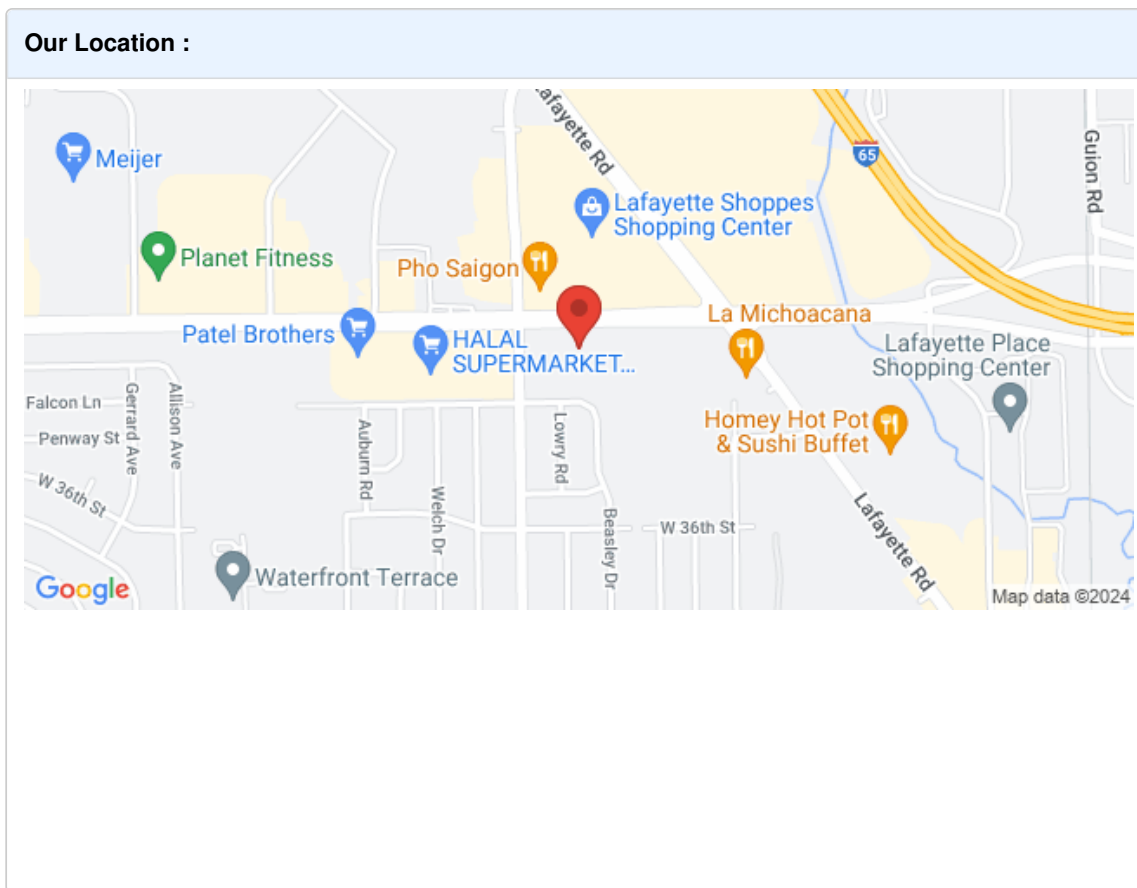 Our Location :
Lafayette Rd
65
Guion Rd
Meijer
Lafayette Shoppes
Shopping Center
Planet Fitness
Pho Saigon
La Michoacana
Patel Brothers
HALAL
SUPERMARKET...
Lafayette Place
Shopping Center
Falcon Ln
Gerrard Ave
Allison Ave
Penway St
Auburn Rd
Lowry Rd
Homey Hot Pot
& Sushi Buffet
W 36th St
Welch Dr
Beasley Dr
W 36th St
Lafayette Rd
Waterfront Terrace
Google
Map data ©2024